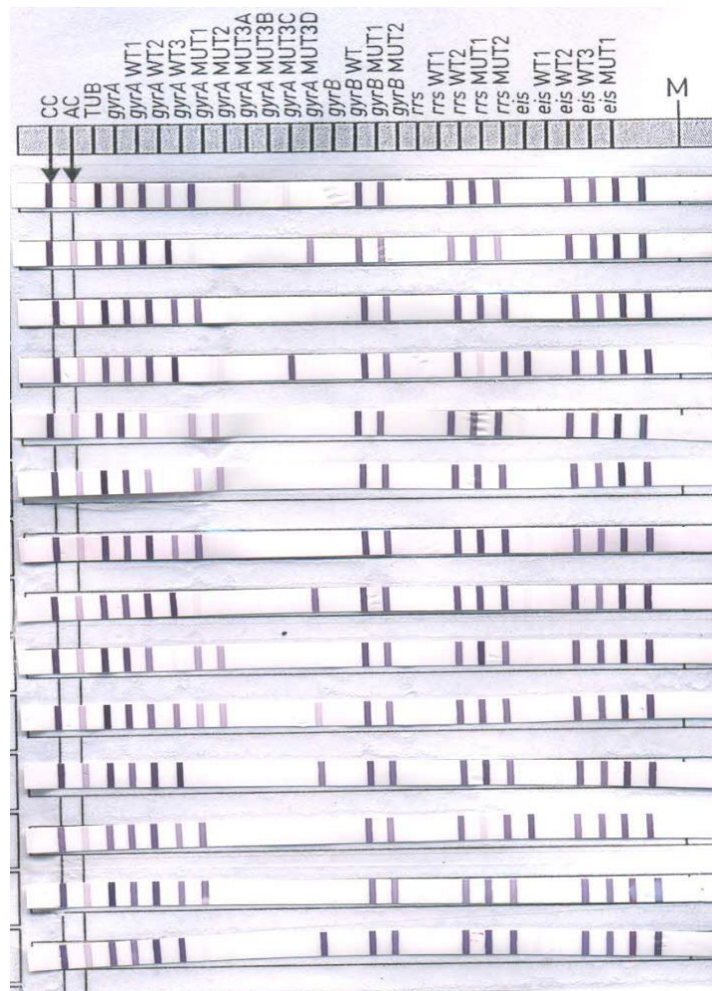 CC
AC
TUB
gyrA
gyrA WT1
gyrA WT2
gyrA WT3
gyrA MUT1
gyrA MUT2
gyrA MUT3A
gyrA MUT3B
gyrA MUT3C
gyrA MUT3D
gyrB
gyrB WT
gyrB MUT1
gyrB MUT2
rrs
rrs WT1
rrs WT2
rrs MUT1
rrs MUT2
eis
eis WT1
eis WT2
eis WT3
eis MUT1
M